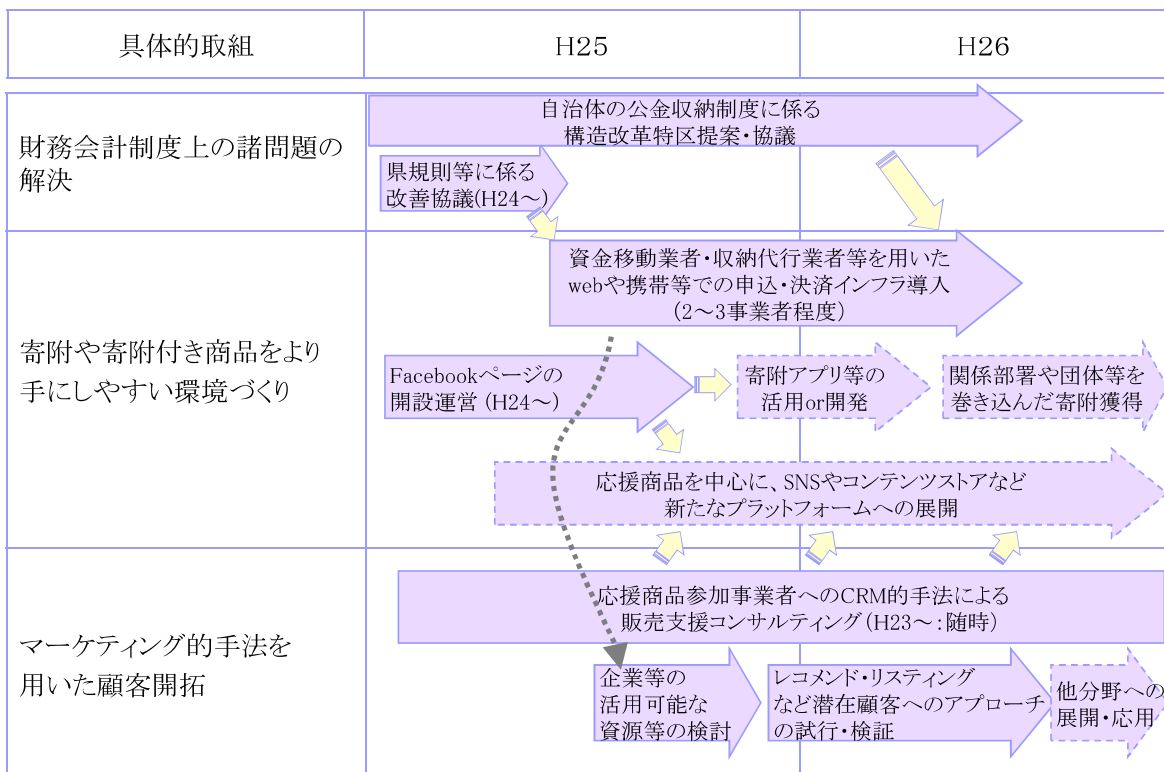 具体的取組
H25
H26
財務会計制度上の諸問題の
解決
自治体の公金収納制度に係る
構造改革特区提案・協議
県規則等に係る
改善協議(H24～)
寄附や寄附付き商品をより
手にしやすい環境づくり
資金移動業者・収納代行業者等を用いた
webや携帯等での申込・決済インフラ導入
(2～3事業者程度)
Facebookページの
開設運営 (H24～)
寄附アプリ等の
活用or開発
関係部署や団体等を
巻き込んだ寄附獲得
応援商品を中心に、SNSやコンテンツストアなど
新たなプラットフォームへの展開
マーケティング的手法を
用いた顧客開拓
応援商品参加事業者へのCRM的手法による
販売支援コンサルティング(H23～:随時)
企業等の
活用可能な
資源等の検討
レコメンド・リスティング
など潜在顧客へのアプローチ
の試行・検証
他分野への
展開・応用